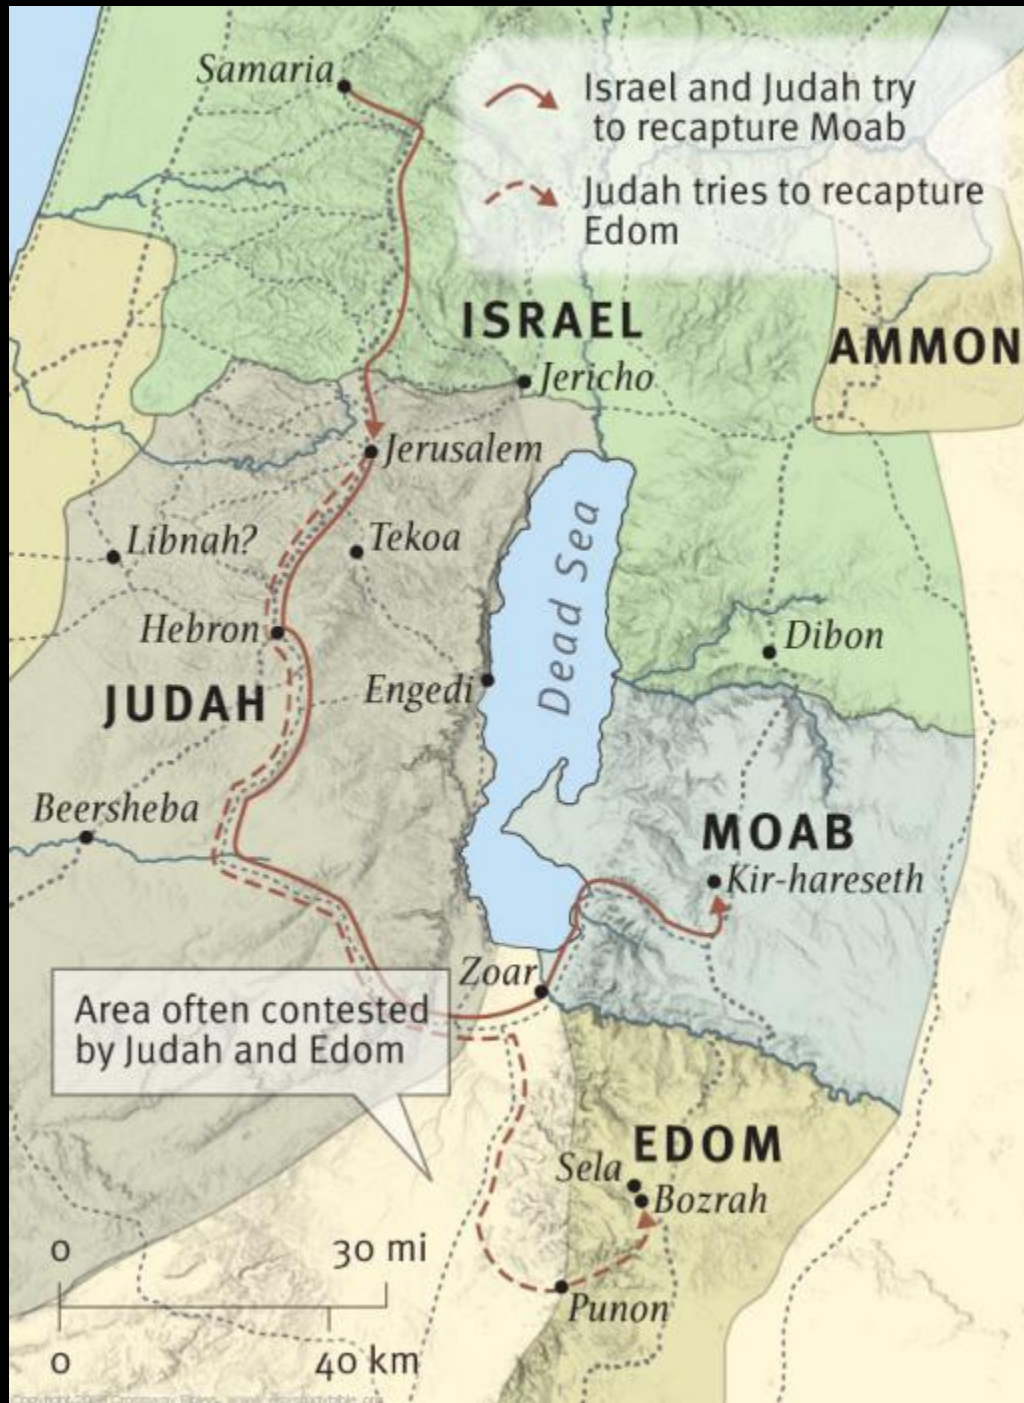 Samaria
Israel and Judah try
to recapture Moab
Judah tries to recapture
Edom
ISRAEL
AMMON
Jericho
Jerusalem
Libnah?
Tekoa
Dead Sea
Hebron
Dibon
JUDAH
Engedi
Beersheba
MOAB
Kir-hareseth
Zoar
Area often contested
by Judah and Edom
EDOM
Sela
Bozrah
0 30 mi
Punon
0 40 km